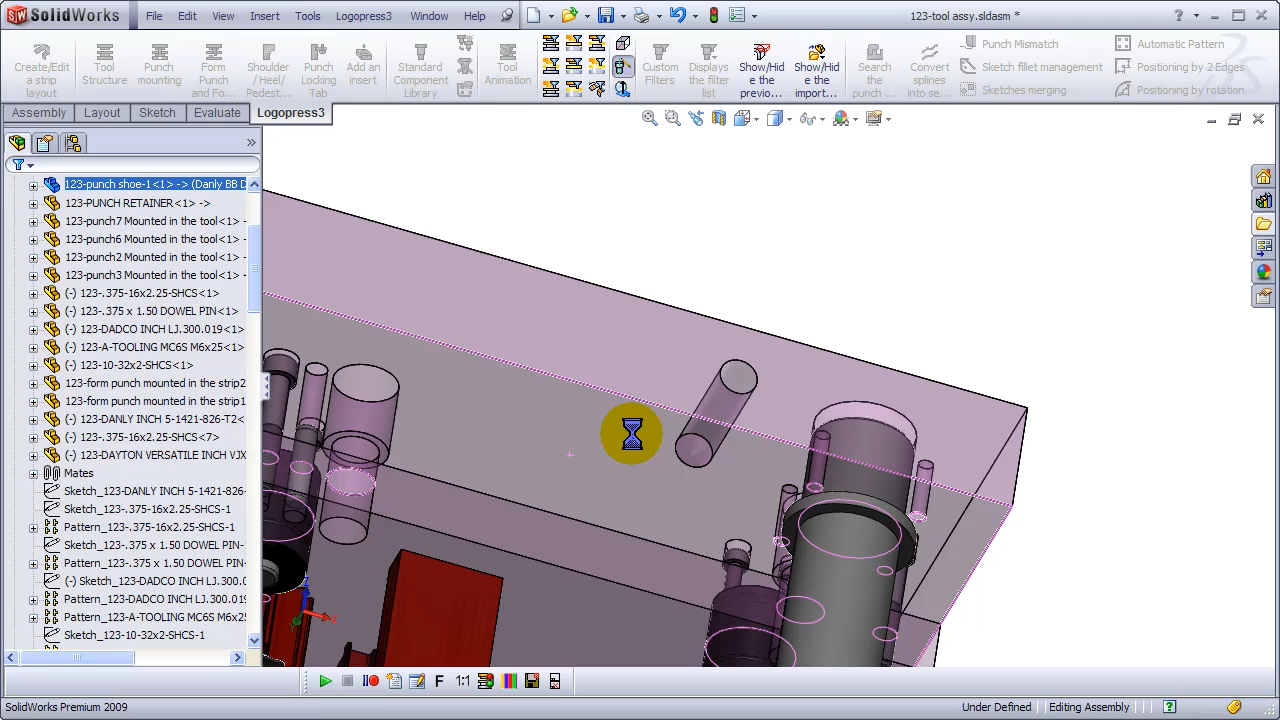 SolidWorks
File Edit View Insert Tools Logopress3 Window Help
123-tool assy.sldasm *
Create/Edit a strip layout
Tool Structure
Punch mounting
Form Punch and Fo...
Shoulder / Heel/ Pedest...
Punch Locking Tab
Add an insert
Standard Component Library
Tool Animation
Custom Filters
Displays the filter list
Show/Hide the previo...
Show/Hide the import...
Search the punch ...
Convert splines into se...
Punch Mismatch
Sketch fillet management
Sketches merging
Automatic Pattern
Positioning by 2 Edges
Positioning by rotation
Assembly Layout Sketch Evaluate Logopress3
123-punch shoe-1<1> -> (Danly BB D
123-PUNCH RETAINER<1> ->
123-punch7 Mounted in the tool<1> -
123-punch6 Mounted in the tool<1> -
123-punch2 Mounted in the tool<1> -
123-punch3 Mounted in the tool<1> -
(-) 123-.375-16x2.25-SHCS<1>
(-) 123-.375 x 1.50 DOWEL PIN<1>
(-) 123-DADCO INCH LJ.300.019<1>
(-) 123-A-TOOLING MC6S M6x25<1>
(-) 123-10-32x2-SHCS<1>
123-form punch mounted in the strip2
123-form punch mounted in the strip1
(-) 123-DANLY INCH 5-1421-826-T2<
(-) 123-.375-16x2.25-SHCS<7>
(-) 123-DAYTON VERSATILE INCH VJX
Mates
Sketch_123-DANLY INCH 5-1421-826-
Sketch_123-.375-16x2.25-SHCS-1
Pattern_123-.375-16x2.25-SHCS-1
Sketch_123-.375 x 1.50 DOWEL PIN-
Pattern_123-.375 x 1.50 DOWEL PIN-
(-) Sketch_123-DADCO INCH LJ.300.0
Pattern_123-DADCO INCH LJ.300.019
Pattern_123-A-TOOLING MC6S M6x25
Sketch_123-10-32x2-SHCS-1
F 1:1
SolidWorks Premium 2009
Under Defined Editing Assembly